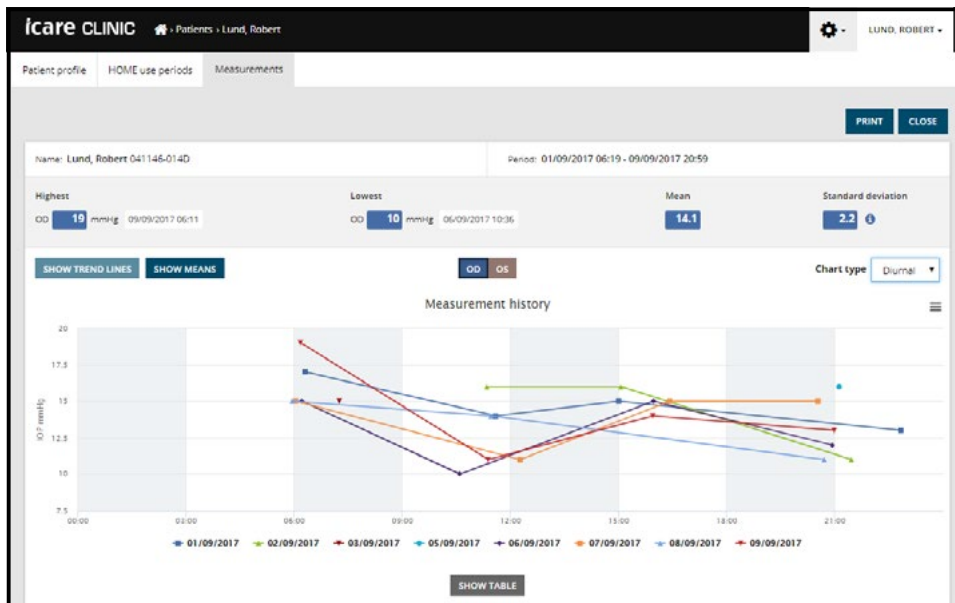 icare CLINIC › Patients › Lund, Robert LUND, ROBERT
Patient profile HOME use periods Measurements
PRINT CLOSE
Name: Lund, Robert 041146-014D Period: 01/09/2017 06:19 - 09/09/2017 20:59
Highest Lowest Mean Standard deviation
OD 19 mmHg 09/09/2017 06:11 OD 10 mmHg 06/09/2017 10:36 14.1 2.2
SHOW TREND LINES SHOW MEANS OD OS Chart type Diurnal
Measurement history
20
17.5
15
12.5
10
7.5
IOP mmHg
00:00 03:00 06:00 09:00 12:00 15:00 18:00 21:00
01/09/2017 02/09/2017 03/09/2017 05/09/2017 06/09/2017 07/09/2017 08/09/2017 09/09/2017
SHOW TABLE